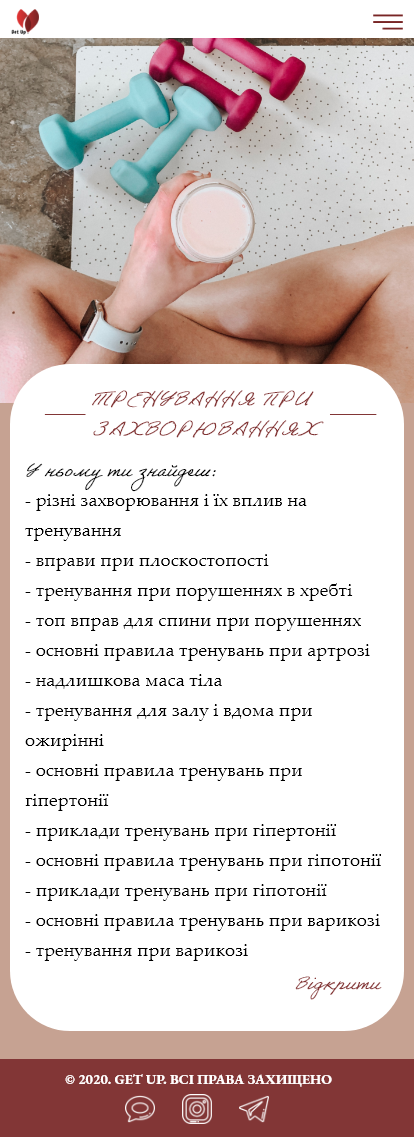 Get Up
ТРЕНУВАННЯ ПРИ
ЗАХВОРЮВАННЯХ
У ньому ти знайдеш:
- різні захворювання і їх вплив на
тренування
- вправи при плоскостопості
- тренування при порушеннях в хребті
- топ вправ для спини при порушеннях
- основні правила тренувань при артрозі
- надлишкова маса тіла
- тренування для залу і вдома при
ожирінні
- основні правила тренувань при
гіпертонії
- приклади тренувань при гіпертонії
- основні правила тренувань при гіпотонії
- приклади тренувань при гіпотонії
- основні правила тренувань при варикозі
- тренування при варикозі
Відкрити
© 2020. GET UP. ВСІ ПРАВА ЗАХИЩЕНО